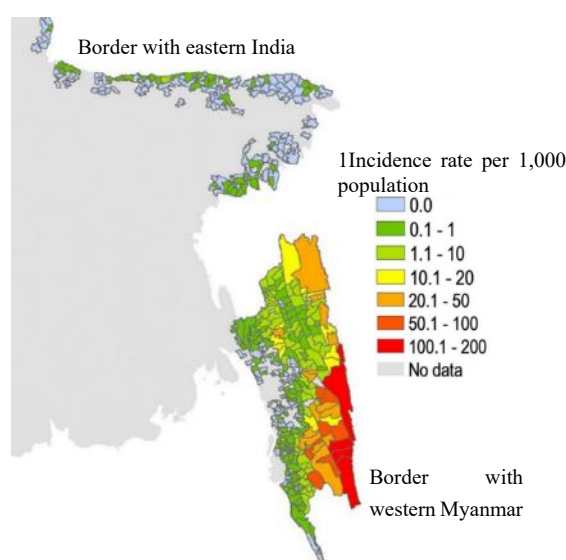 Border with eastern India
1Incidence rate per 1,000
population
0.0
0.1 - 1
1.1 - 10
10.1 - 20
20.1 - 50
50.1 - 100
100.1 - 200
No data
Border with
western Myanmar